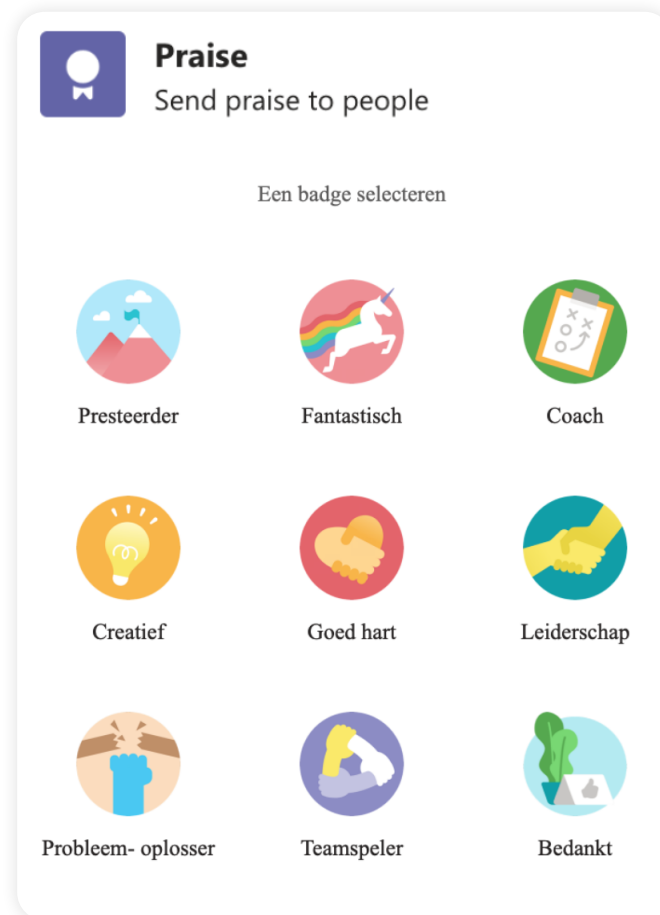 Praise
Send praise to people
Een badge selecteren
Presteerder
Fantastisch
Coach
Creatief
Goed hart
Leiderschap
Probleem- oplosser
Teamspeler
Bedankt